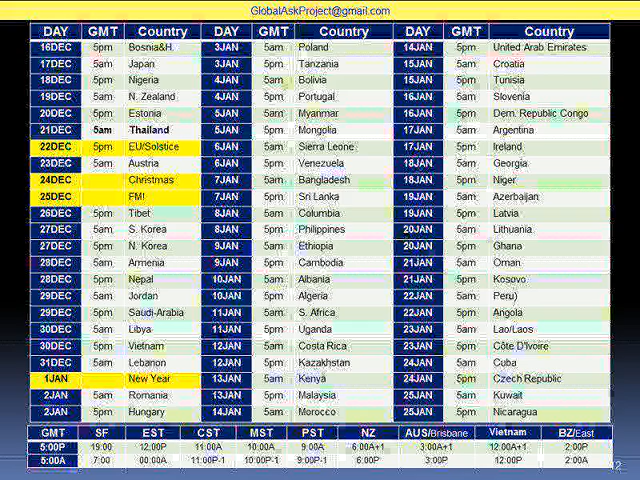 GlobalAskProject@gmail.com
DAY GMT Country DAY GMT Country DAY GMT Country
16DEC 5pm Bosnia&H. 3JAN 5am Poland 14JAN 5pm United Arab Emirates
17DEC 5am Japan 3JAN 5pm Tanzania 15JAN 5am Croatia
18DEC 5pm Nigeria 4JAN 5am Bolivia 15JAN 5pm Tunisia
19DEC 5am N. Zealand 4JAN 5pm Portugal 16JAN 5am Slovenia
20DEC 5pm Estonia 5JAN 5am Myanmar 16JAN 5pm Dem. Republic Congo
21DEC 5am Thailand 5JAN 5pm Mongolia 17JAN 5am Argentina
22DEC 5pm EU/Solstice 6JAN 5am Sierra Leone 17JAN 5pm Ireland
23DEC 5am Austria 6JAN 5pm Venezuela 18JAN 5am Georgia
24DEC Christmas 7JAN 5am Bangladesh 18JAN 5pm Niger
25DEC FM! 7JAN 5pm Sri Lanka 19JAN 5am Azerbaijan
26DEC 5pm Tibet 8JAN 5am Columbia 19JAN 5pm Latvia
27DEC 5am S. Korea 8JAN 5pm Philippines 20JAN 5am Lithuania
27DEC 5pm N. Korea 9JAN 5am Ethiopia 20JAN 5pm Ghana
28DEC 5am Armenia 9JAN 5pm Cambodia 21JAN 5am Oman
28DEC 5pm Nepal 10JAN 5am Albania 21JAN 5pm Kosovo
29DEC 5am Jordan 10JAN 5pm Algeria 22JAN 5am Peru)
29DEC 5pm Saudi-Arabia 11JAN 5am S. Africa 22JAN 5pm Angola
30DEC 5am Libya 11JAN 5pm Uganda 23JAN 5am Lao/Laos
30DEC 5pm Vietnam 12JAN 5am Costa Rica 23JAN 5pm Côte D'Ivore
31DEC 5am Lebanon 12JAN 5pm Kazakhstan 24JAN 5am Cuba
1JAN New Year 13JAN 5am Kenya 24JAN 5pm Czech Republic
2JAN 5am Romania 13JAN 5pm Malaysia 25JAN 5am Kuwait
2JAN 5pm Hungary 14JAN 5am Morocco 25JAN 5pm Nicaragua
GMT SF EST CST MST PST NZ AUS/Brisbane Vietnam BZ/East
5:00P 19:00 12:00P 11:00A 10:00A 9:00A 6:00A+1 3:00A+1 12:00A+1 2:00P
5:00A 7:00 00:00A 11:00P-1 10:00P-1 9:00P-1 6:00P 3:00P 12:00P 2:00A
12